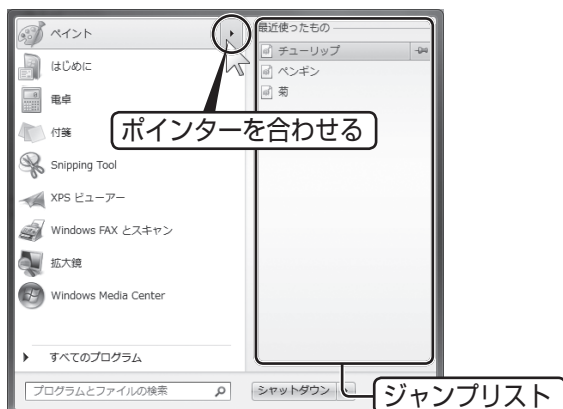 ペイント
はじめに
電卓
付箋
Snipping Tool
XPS ビューアー
Windows FAX とスキャン
拡大鏡
Windows Media Center
すべてのプログラム
プログラムとファイルの検索
最近使ったもの
チューリップ
ペンギン
菊
シャットダウン
ポインターを合わせる
ジャンプリスト